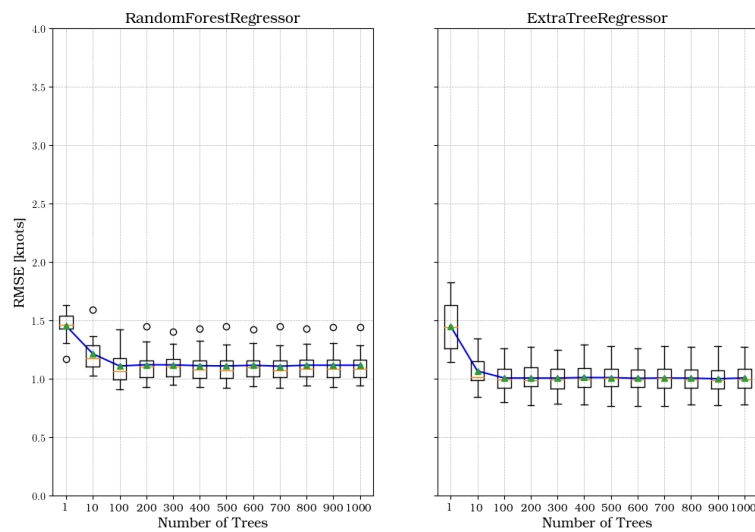 RandomForestRegressor
ExtraTreeRegressor
RMSE [knots]
4.0
3.5
3.0
2.5
2.0
1.5
1.0
0.5
0.0
1 10 100 200 300 400 500 600 700 800 900 1000
1 10 100 200 300 400 500 600 700 800 900 1000
Number of Trees
Number of Trees